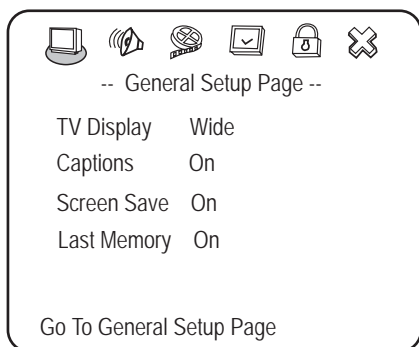 -- General Setup Page --
TV Display Wide
Captions On
Screen Save On
Last Memory On
Go To General Setup Page